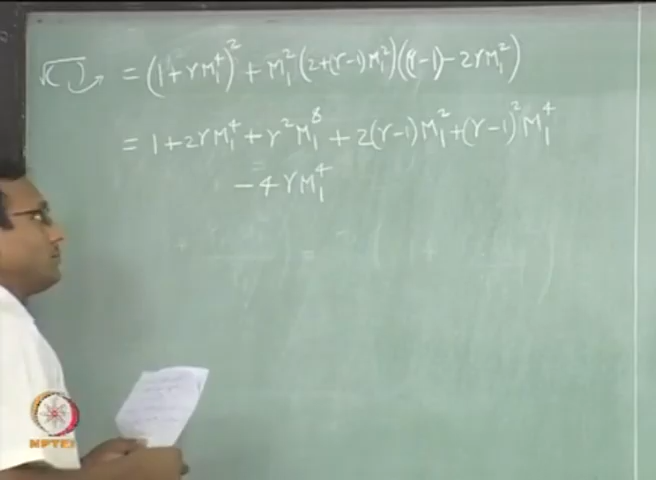 √( ) = (1+γM₁⁴)² + M₁²(2+(γ-1)M₁²)((γ-1)-2γM₁²)
= 1+2γM₁⁴+γ²M₁⁸+2(γ-1)M₁²+(γ-1)²M₁⁴
-4γM₁⁴
NPTEL